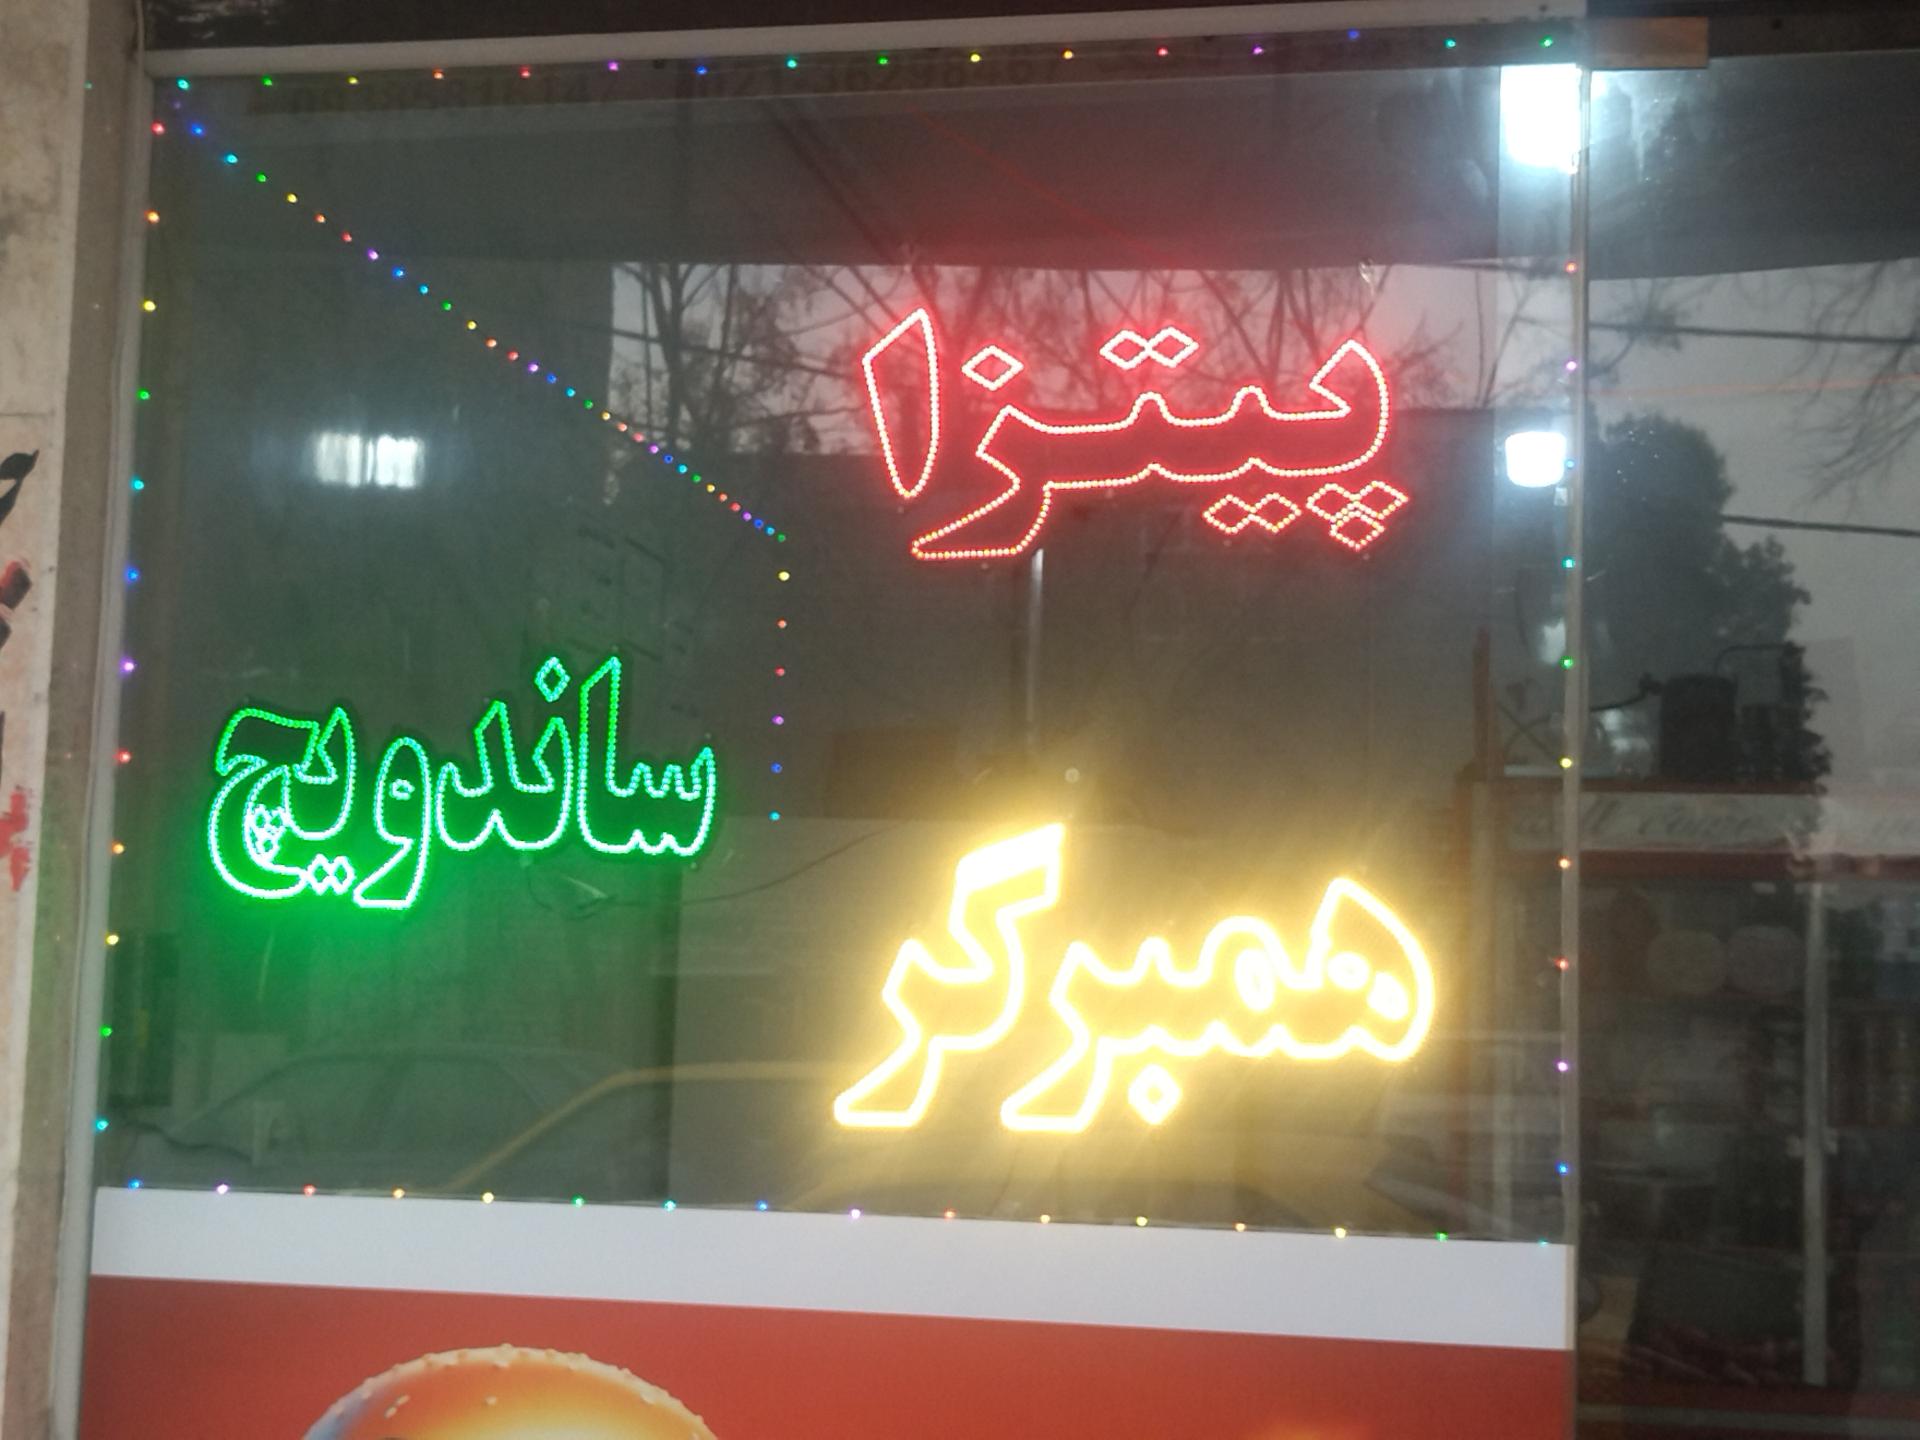 پیتزا
ساندویچ
همبرگر